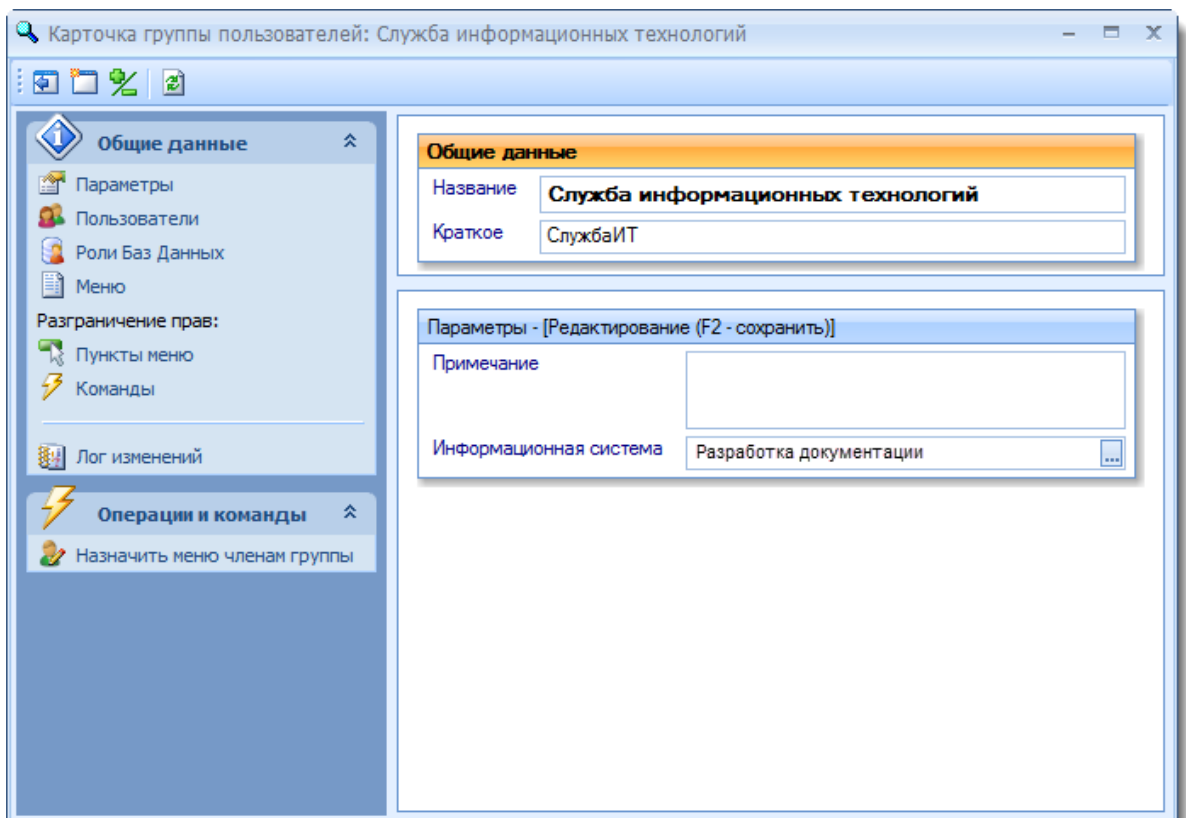 Карточка группы пользователей: Служба информационных технологий
Общие данные
Параметры
Пользователи
Роли Баз Данных
Меню
Разграничение прав:
Пункты меню
Команды
Лог изменений
Операции и команды
Назначить меню членам группы
Общие данные
Название Служба информационных технологий
Краткое СлужбаИТ
Параметры - [Редактирование (F2 - сохранить)]
Примечание
Информационная система Разработка документации ...